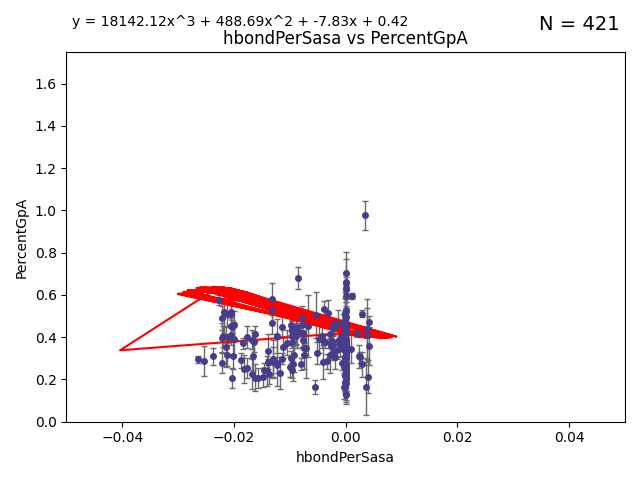 y = 18142.12x^3 + 488.69x^2 + -7.83x + 0.42
N = 421
hbondPerSasa vs PercentGpA
PercentGpA
1.6
1.4
1.2
1.0
0.8
0.6
0.4
0.2
0.0
−0.04
−0.02
0.00
0.02
0.04
hbondPerSasa